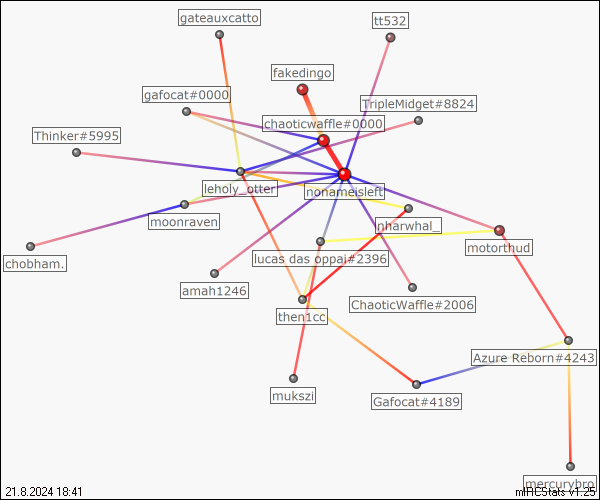 gateauxcatto
tt532
fakedingo
gafocat#0000
TripleMidget#8824
chaoticwaffle#0000
Thinker#5995
leholy_otter
nonameisleft
moonraven
nharwhal_
motorthud
chobham.
lucas das oppai#2396
amah1246
ChaoticWaffle#2006
then1cc
Azure Reborn#4243
mukszi
Gafocat#4189
mercurybro
21.8.2024 18:41
mIRCStats v1.25